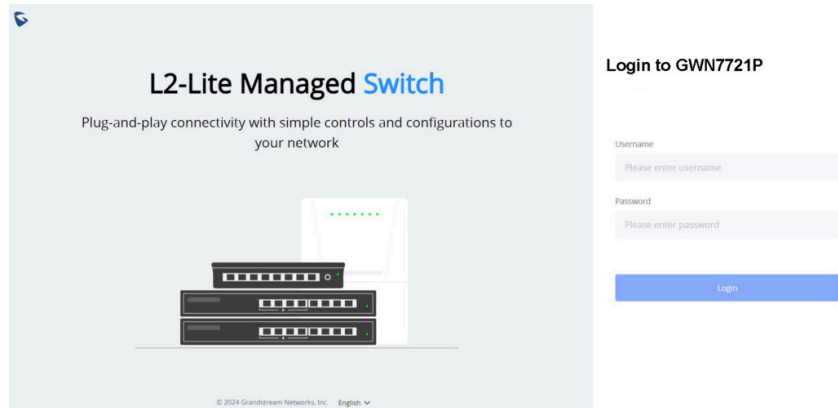 L2-Lite Managed Switch
Plug-and-play connectivity with simple controls and configurations to
your network
© 2024 Grandstream Networks, Inc. English
Login to GWN7721P
Username
Please enter username
Password
Please enter password
Login